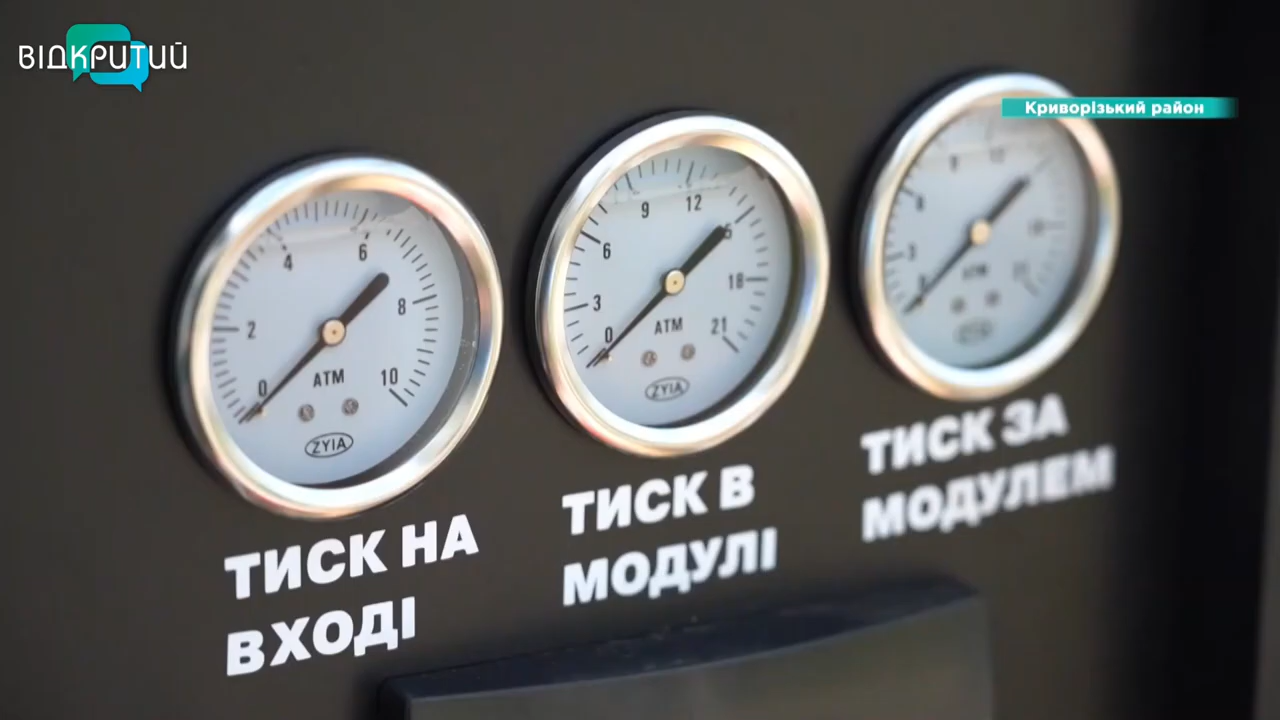 ВІДКРИТИЙ
Криворізький район
0 2 4 6 8 10
АТМ
ZYIA
0 3 6 9 12 15 18 21
АТМ
ZYIA
ТИСК НА
ВХОДІ
ТИСК В
МОДУЛІ
ТИСК ЗА
МОДУЛЕМ